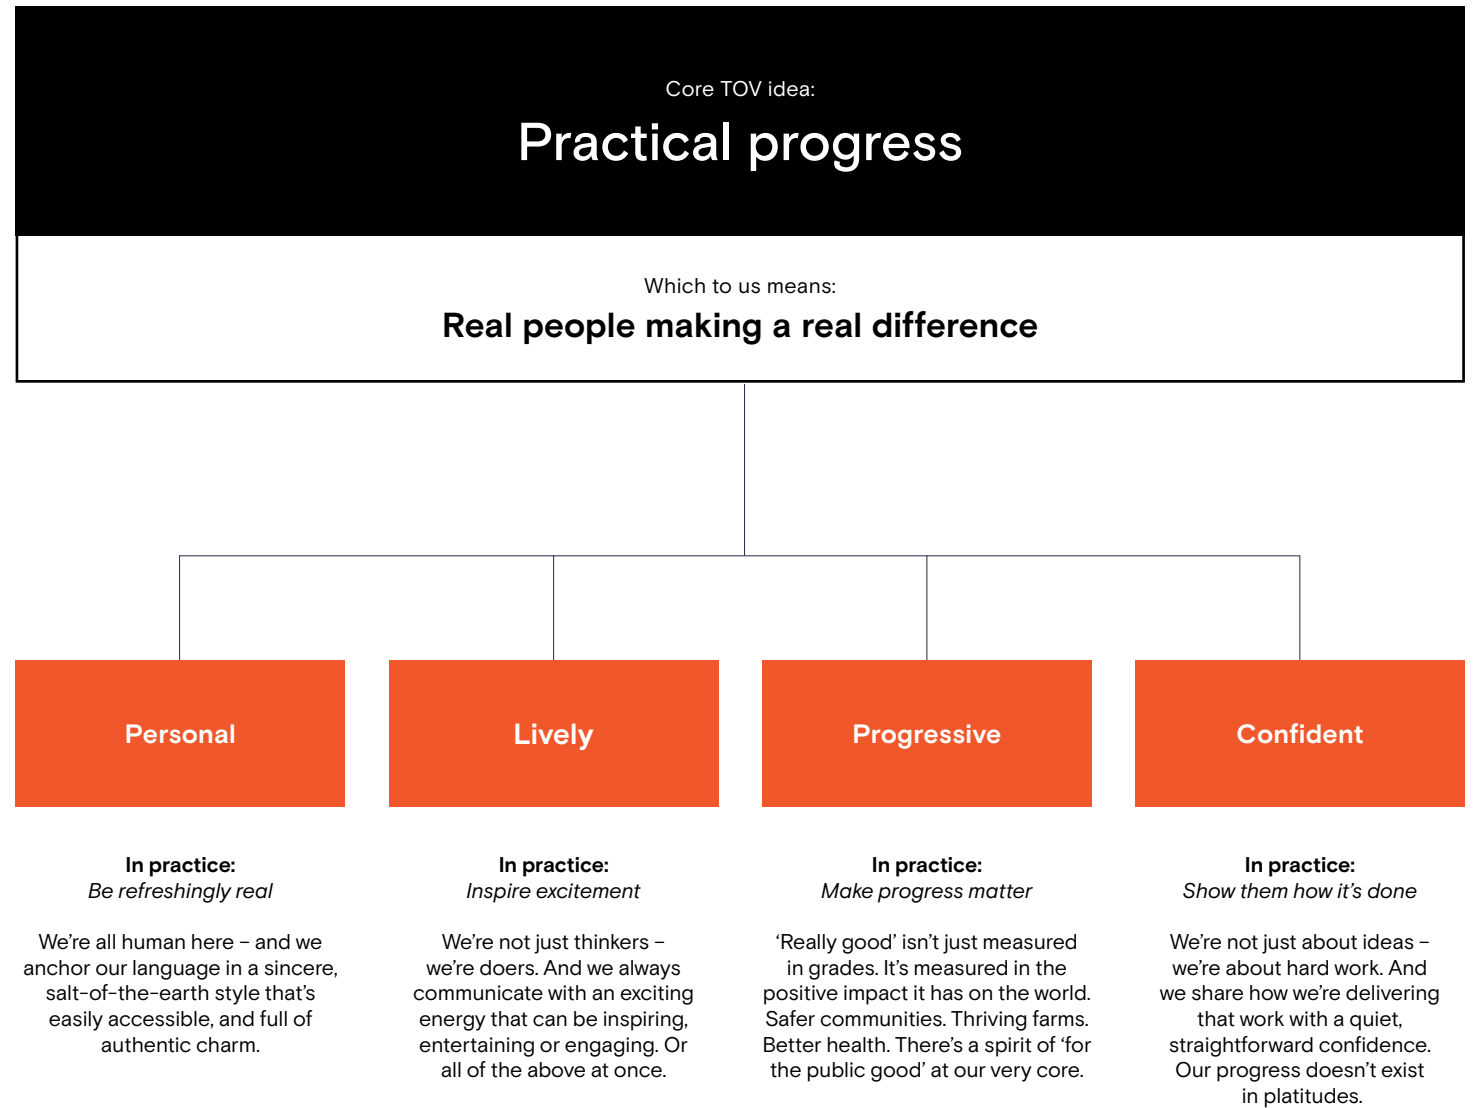 Core TOV idea:
Practical progress
Which to us means:
Real people making a real difference
Personal
In practice:
Be refreshingly real
We're all human here – and we
anchor our language in a sincere,
salt-of-the-earth style that's
easily accessible, and full of
authentic charm.
Lively
In practice:
Inspire excitement
We're not just thinkers –
we're doers. And we always
communicate with an exciting
energy that can be inspiring,
entertaining or engaging. Or
all of the above at once.
Progressive
In practice:
Make progress matter
‘Really good’ isn't just measured
in grades. It's measured in the
positive impact it has on the world.
Safer communities. Thriving farms.
Better health. There's a spirit of ‘for
the public good’ at our very core.
Confident
In practice:
Show them how it's done
We're not just about ideas –
we're about hard work. And
we share how we're delivering
that work with a quiet,
straightforward confidence.
Our progress doesn't exist
in platitudes.